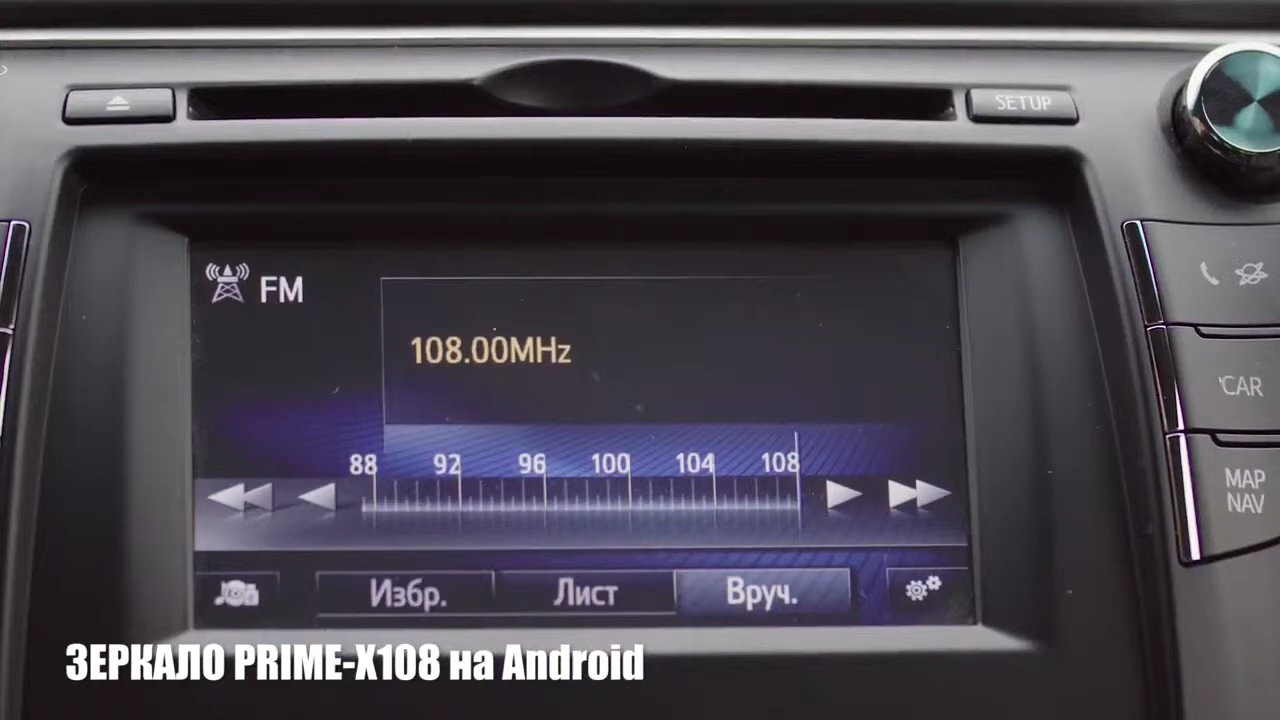 SETUP
FM
108.00MHz
88 92 96 100 104 108
CAR
MAP
NAV
Избр. Лист Вруч.
ЗЕРКАЛО PRIME-X108 на Android